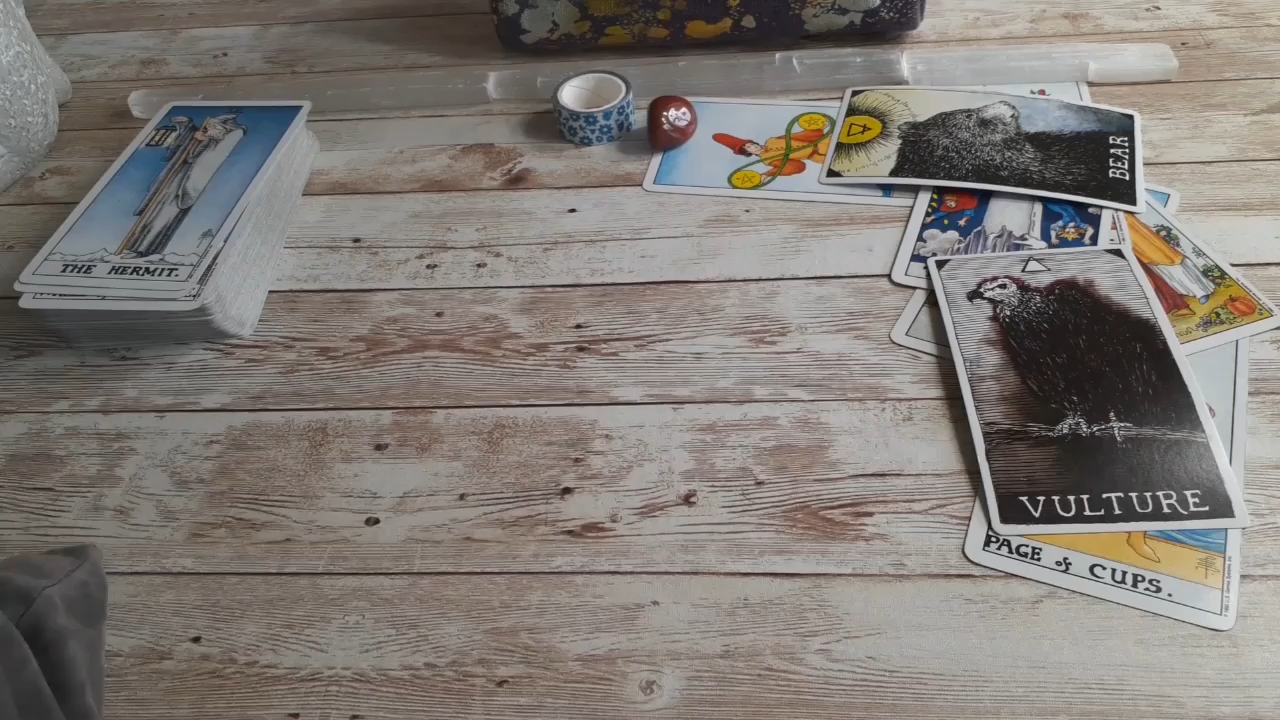 THE HERMIT.
BEAR
VULTURE
PAGE of CUPS.